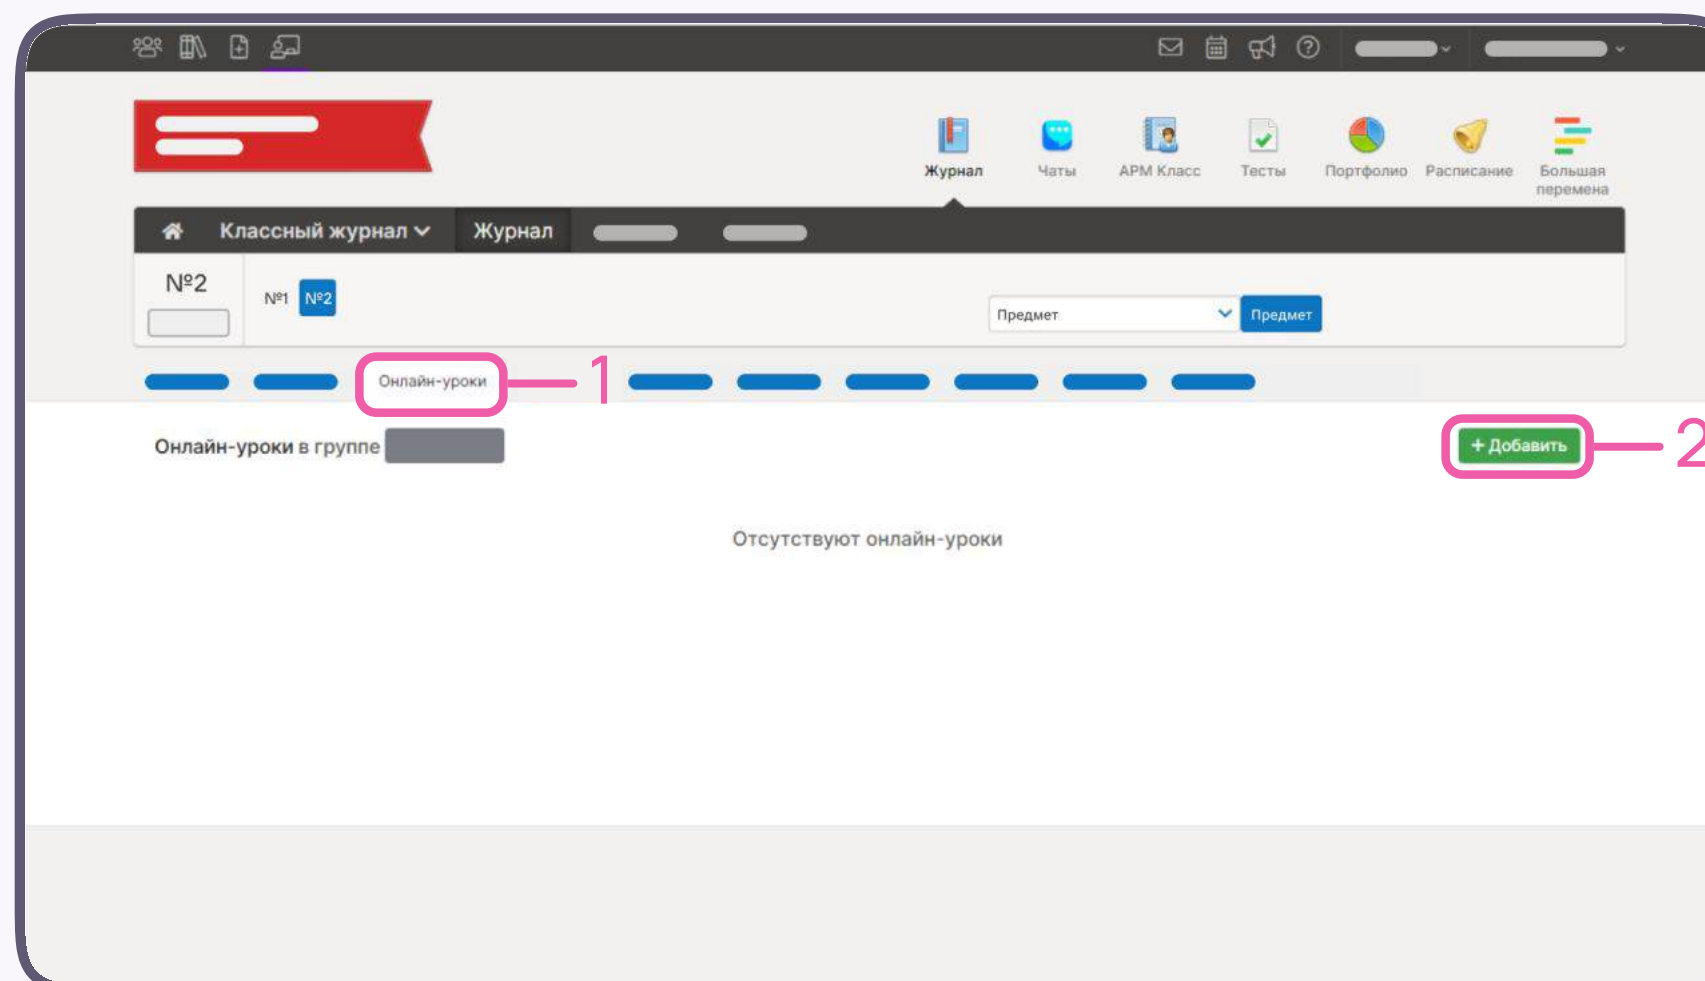 Журнал
Чаты
АРМ Класс
Тесты
Портфолио
Расписание
Большая
перемена
Классный журнал
Журнал
№2
№1
№2
Предмет
Предмет
Онлайн-уроки
1
Онлайн-уроки в группе
+ Добавить
2
Отсутствуют онлайн-уроки